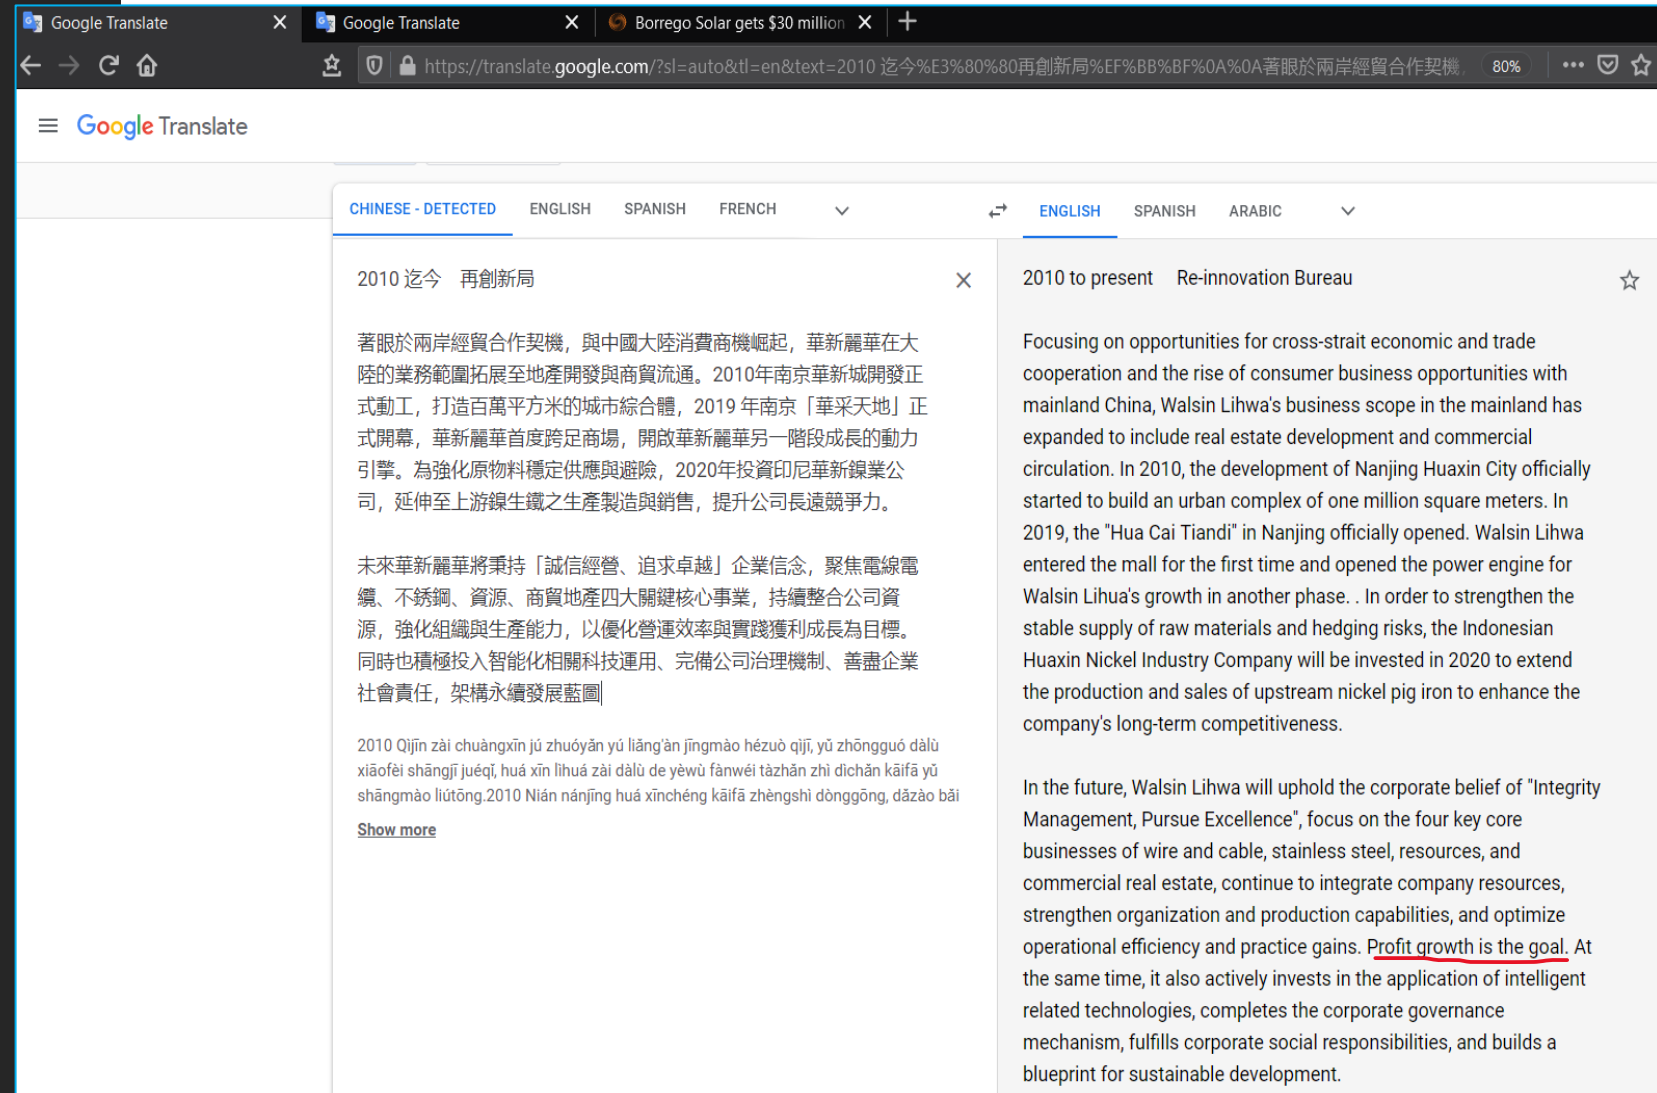 Google Translate
Google Translate
Borrego Solar gets $30 million
https://translate.google.com/?sl=auto&tl=en&text=2010 迄今%E3%80%80再創新局%EF%BB%BF%0A%0A著眼於兩岸經貿合作契機,
80%
Google Translate
CHINESE - DETECTED ENGLISH SPANISH FRENCH
ENGLISH SPANISH ARABIC
2010 迄今　再創新局
著眼於兩岸經貿合作契機，與中國大陸消費商機崛起，華新麗華在大
陸的業務範圍拓展至地產開發與商貿流通。2010年南京華新城開發正
式動工，打造百萬平方米的城市綜合體，2019 年南京「華采天地」正
式開幕，華新麗華首度跨足商場，開啟華新麗華另一階段成長的動力
引擎。為強化原物料穩定供應與避險，2020年投資印尼華新鎳業公
司，延伸至上游鎳生鐵之生產製造與銷售，提升公司長遠競爭力。
未來華新麗華將秉持「誠信經營、追求卓越」企業信念，聚焦電線電
纜、不銹鋼、資源、商貿地產四大關鍵核心事業，持續整合公司資
源，強化組織與生產能力，以優化營運效率與實踐獲利成長為目標。
同時也積極投入智能化相關科技運用、完備公司治理機制、善盡企業
社會責任，架構永續發展藍圖
2010 Qìjīn zài chuàngxīn jú zhuóyǎn yú liǎng'àn jīngmào hézuò qìjī, yǔ zhōngguó dàlù
xiāofèi shāngjī juéqǐ, huá xīn lìhuá zài dàlù de yèwù fànwéi tàzhǎn zhì dìchǎn kāifā yǔ
shāngmào liútōng.2010 Nián nánjīng huá xīnchéng kāifā zhèngshì dònggōng, dǎzào bǎi
Show more
2010 to present Re-innovation Bureau
Focusing on opportunities for cross-strait economic and trade
cooperation and the rise of consumer business opportunities with
mainland China, Walsin Lihwa's business scope in the mainland has
expanded to include real estate development and commercial
circulation. In 2010, the development of Nanjing Huaxin City officially
started to build an urban complex of one million square meters. In
2019, the "Hua Cai Tiandi" in Nanjing officially opened. Walsin Lihwa
entered the mall for the first time and opened the power engine for
Walsin Lihua's growth in another phase. . In order to strengthen the
stable supply of raw materials and hedging risks, the Indonesian
Huaxin Nickel Industry Company will be invested in 2020 to extend
the production and sales of upstream nickel pig iron to enhance the
company's long-term competitiveness.
In the future, Walsin Lihwa will uphold the corporate belief of "Integrity
Management, Pursue Excellence", focus on the four key core
businesses of wire and cable, stainless steel, resources, and
commercial real estate, continue to integrate company resources,
strengthen organization and production capabilities, and optimize
operational efficiency and practice gains. Profit growth is the goal. At
the same time, it also actively invests in the application of intelligent
related technologies, completes the corporate governance
mechanism, fulfills corporate social responsibilities, and builds a
blueprint for sustainable development.